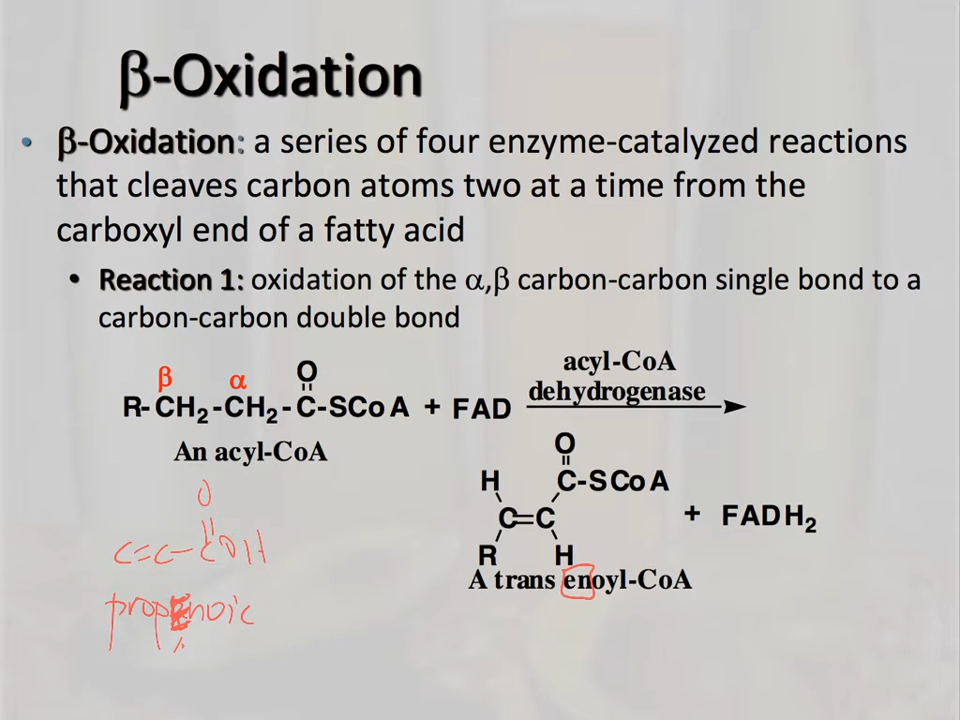 β-Oxidation
• β-Oxidation: a series of four enzyme-catalyzed reactions
that cleaves carbon atoms two at a time from the
carboxyl end of a fatty acid
• Reaction 1: oxidation of the α,β carbon-carbon single bond to a
carbon-carbon double bond
β α O
R-CH₂-CH₂-C-SCoA + FAD
An acyl-CoA
acyl-CoA
dehydrogenase
O
H C-SCoA
C=C + FADH₂
R H
A trans enoyl-CoA
O
C=C-COH
propEnoic